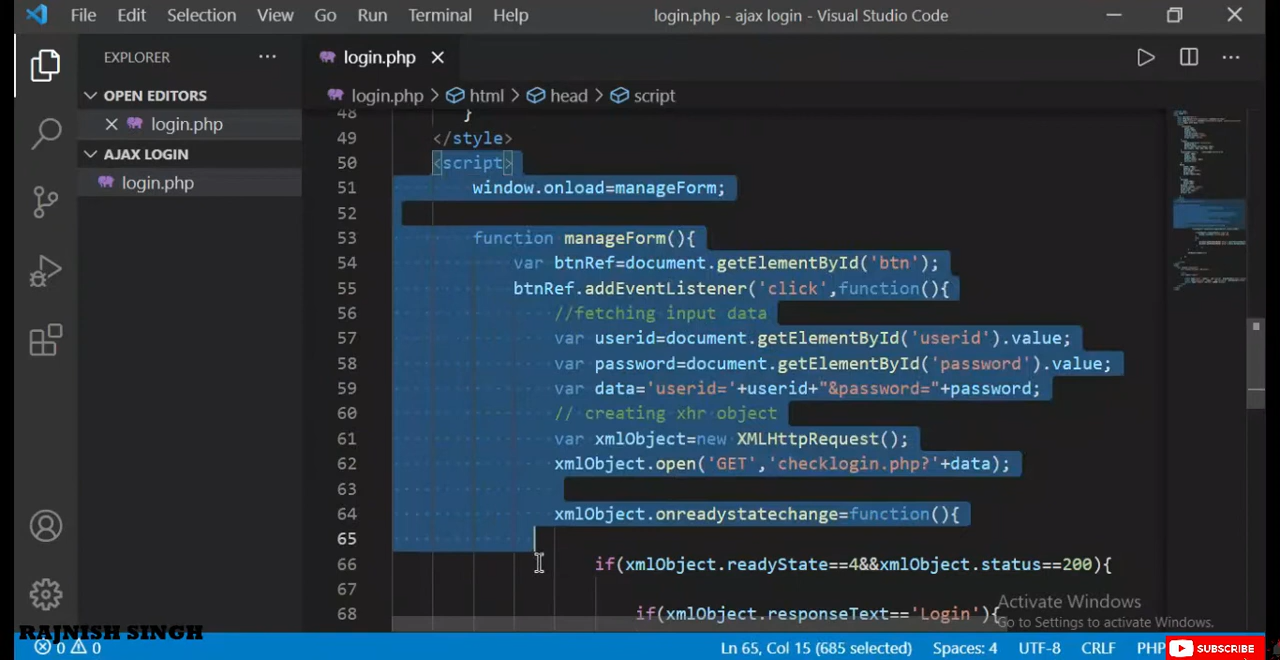 File Edit Selection View Go Run Terminal Help login.php - ajax login - Visual Studio Code
EXPLORER ··· login.php
OPEN EDITORS
login.php
AJAX LOGIN
login.php
login.php > html > head > script
48 }
49 </style>
50 <script>
51 window.onload=manageForm;
52
53 function manageForm(){
54 var btnRef=document.getElementById('btn');
55 btnRef.addEventListener('click',function(){
56 //fetching input data
57 var userid=document.getElementById('userid').value;
58 var password=document.getElementById('password').value;
59 var data='userid='+userid+"&password="+password;
60 // creating xhr object
61 var xmlObject=new XMLHttpRequest();
62 xmlObject.open('GET','checklogin.php?'+data);
63
64 xmlObject.onreadystatechange=function(){
65
66 if(xmlObject.readyState==4&&xmlObject.status==200){
67
68 if(xmlObject.responseText=='Login'){
Activate Windows
Go to Settings to activate Windows.
RAJNISH SINGH
0 0 Ln 65, Col 15 (685 selected) Spaces: 4 UTF-8 CRLF PHP
SUBSCRIBE